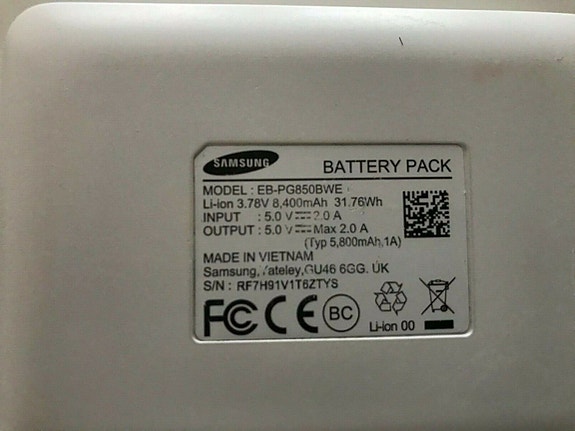 SAMSUNG
BATTERY PACK
MODEL : EB-PG850BWE
Li-ion 3.78V 8,400mAh 31.76Wh
INPUT : 5.0 V⎓2.0 A
OUTPUT : 5.0 V⎓Max 2.0 A
(Typ 5,800mAh,1A)
MADE IN VIETNAM
Samsung, GU46 6GG. UK
S/N : RF7H91V1T6ZTYS
FC CE BC
Li-ion 00